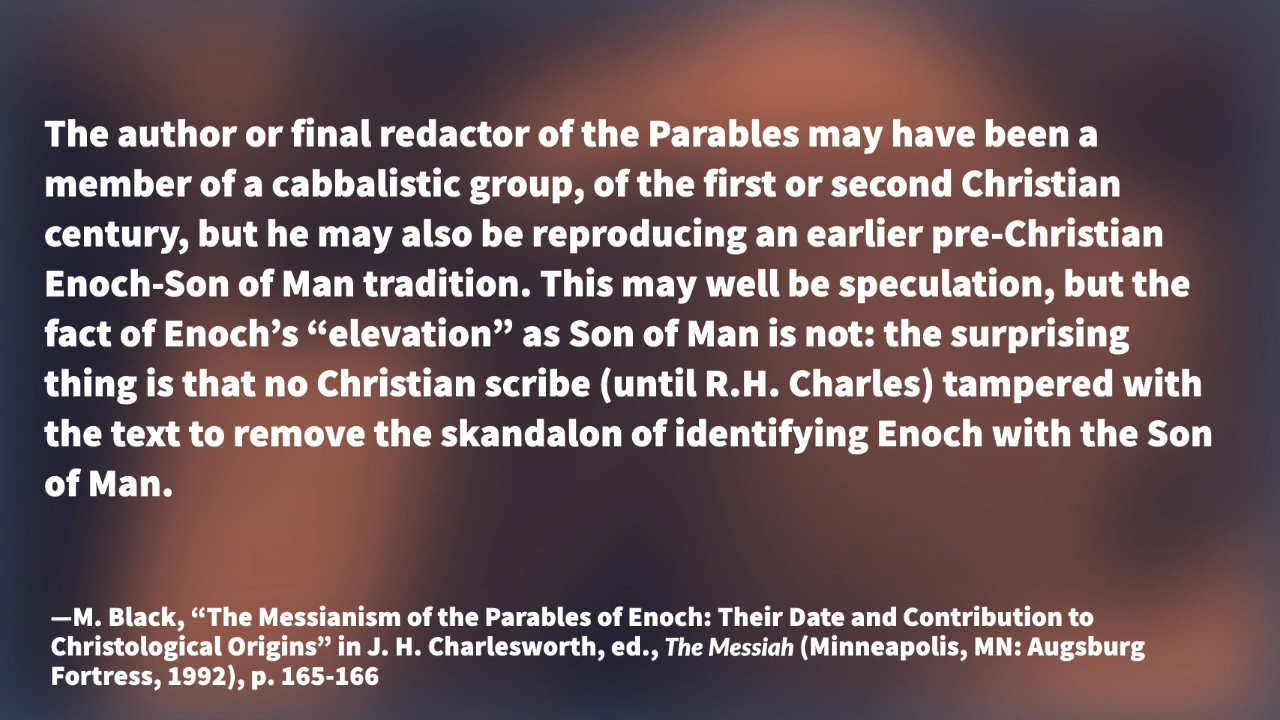 The author or final redactor of the Parables may have been a
member of a cabbalistic group, of the first or second Christian
century, but he may also be reproducing an earlier pre-Christian
Enoch-Son of Man tradition. This may well be speculation, but the
fact of Enoch’s “elevation” as Son of Man is not: the surprising
thing is that no Christian scribe (until R.H. Charles) tampered with
the text to remove the skandalon of identifying Enoch with the Son
of Man.
—M. Black, “The Messianism of the Parables of Enoch: Their Date and Contribution to
Christological Origins” in J. H. Charlesworth, ed., The Messiah (Minneapolis, MN: Augsburg
Fortress, 1992), p. 165-166